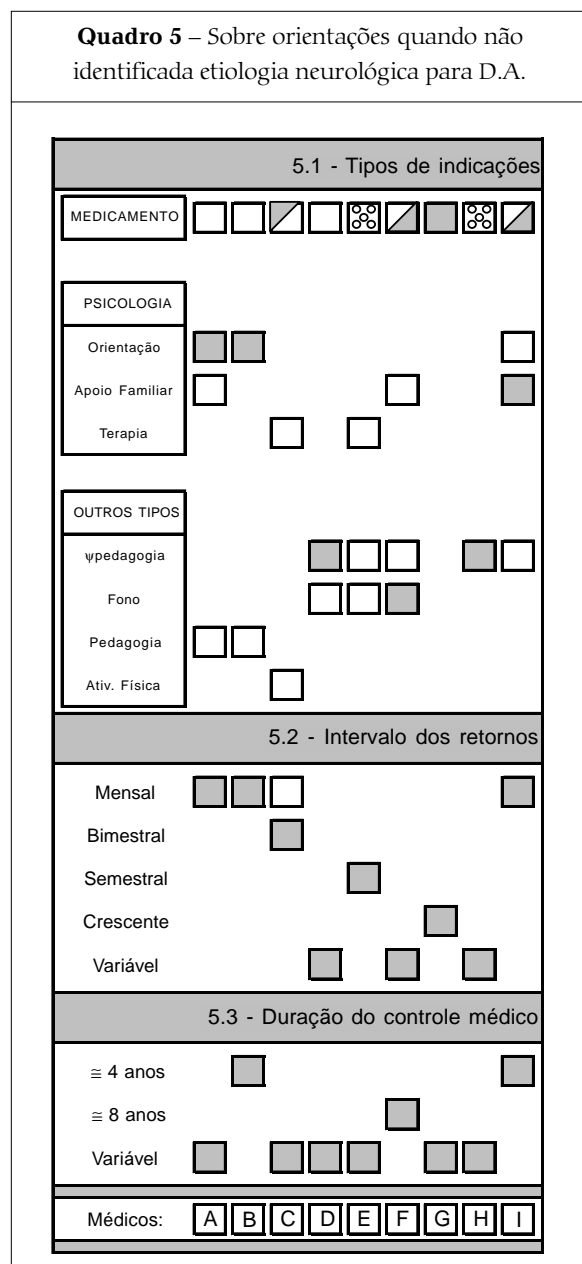 Quadro 5 – Sobre orientações quando não
identificada etiologia neurológica para D.A.
5.1 - Tipos de indicações
MEDICAMENTO
PSICOLOGIA
Orientação
Apoio Familiar
Terapia
OUTROS TIPOS
ψpedagogia
Fono
Pedagogia
Ativ. Física
5.2 - Intervalo dos retornos
Mensal
Bimestral
Semestral
Crescente
Variável
5.3 - Duração do controle médico
≅ 4 anos
≅ 8 anos
Variável
Médicos: A B C D E F G H I